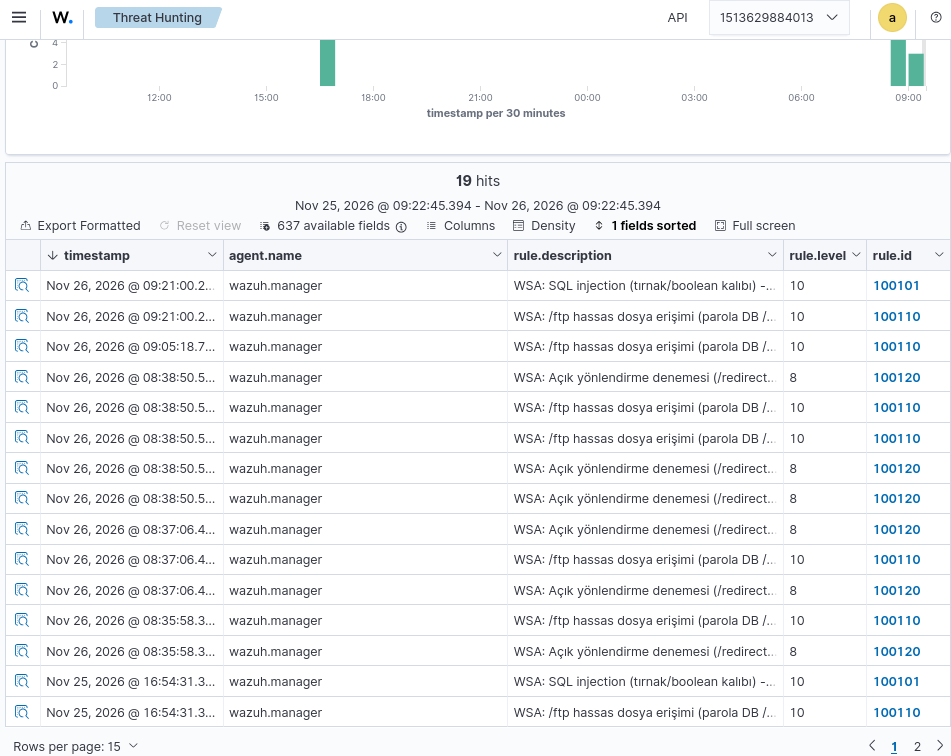 W. Threat Hunting API 1513629884013 a
C
4
2
0
12:00 15:00 18:00 21:00 00:00 03:00 06:00 09:00
timestamp per 30 minutes
19 hits
Nov 25, 2026 @ 09:22:45.394 - Nov 26, 2026 @ 09:22:45.394
Export Formatted Reset view 637 available fields Columns Density 1 fields sorted Full screen
timestamp agent.name rule.description rule.level rule.id
Nov 26, 2026 @ 09:21:00.2... wazuh.manager WSA: SQL injection (tırnak/boolean kalıbı) -... 10 100101
Nov 26, 2026 @ 09:21:00.2... wazuh.manager WSA: /ftp hassas dosya erişimi (parola DB /... 10 100110
Nov 26, 2026 @ 09:05:18.7... wazuh.manager WSA: /ftp hassas dosya erişimi (parola DB /... 10 100110
Nov 26, 2026 @ 08:38:50.5... wazuh.manager WSA: Açık yönlendirme denemesi (/redirect... 8 100120
Nov 26, 2026 @ 08:38:50.5... wazuh.manager WSA: /ftp hassas dosya erişimi (parola DB /... 10 100110
Nov 26, 2026 @ 08:38:50.5... wazuh.manager WSA: /ftp hassas dosya erişimi (parola DB /... 10 100110
Nov 26, 2026 @ 08:38:50.5... wazuh.manager WSA: Açık yönlendirme denemesi (/redirect... 8 100120
Nov 26, 2026 @ 08:38:50.5... wazuh.manager WSA: Açık yönlendirme denemesi (/redirect... 8 100120
Nov 26, 2026 @ 08:37:06.4... wazuh.manager WSA: Açık yönlendirme denemesi (/redirect... 8 100120
Nov 26, 2026 @ 08:37:06.4... wazuh.manager WSA: /ftp hassas dosya erişimi (parola DB /... 10 100110
Nov 26, 2026 @ 08:37:06.4... wazuh.manager WSA: Açık yönlendirme denemesi (/redirect... 8 100120
Nov 26, 2026 @ 08:35:58.3... wazuh.manager WSA: /ftp hassas dosya erişimi (parola DB /... 10 100110
Nov 26, 2026 @ 08:35:58.3... wazuh.manager WSA: Açık yönlendirme denemesi (/redirect... 8 100120
Nov 25, 2026 @ 16:54:31.3... wazuh.manager WSA: SQL injection (tırnak/boolean kalıbı) -... 10 100101
Nov 25, 2026 @ 16:54:31.3... wazuh.manager WSA: /ftp hassas dosya erişimi (parola DB /... 10 100110
Rows per page: 15 1 2